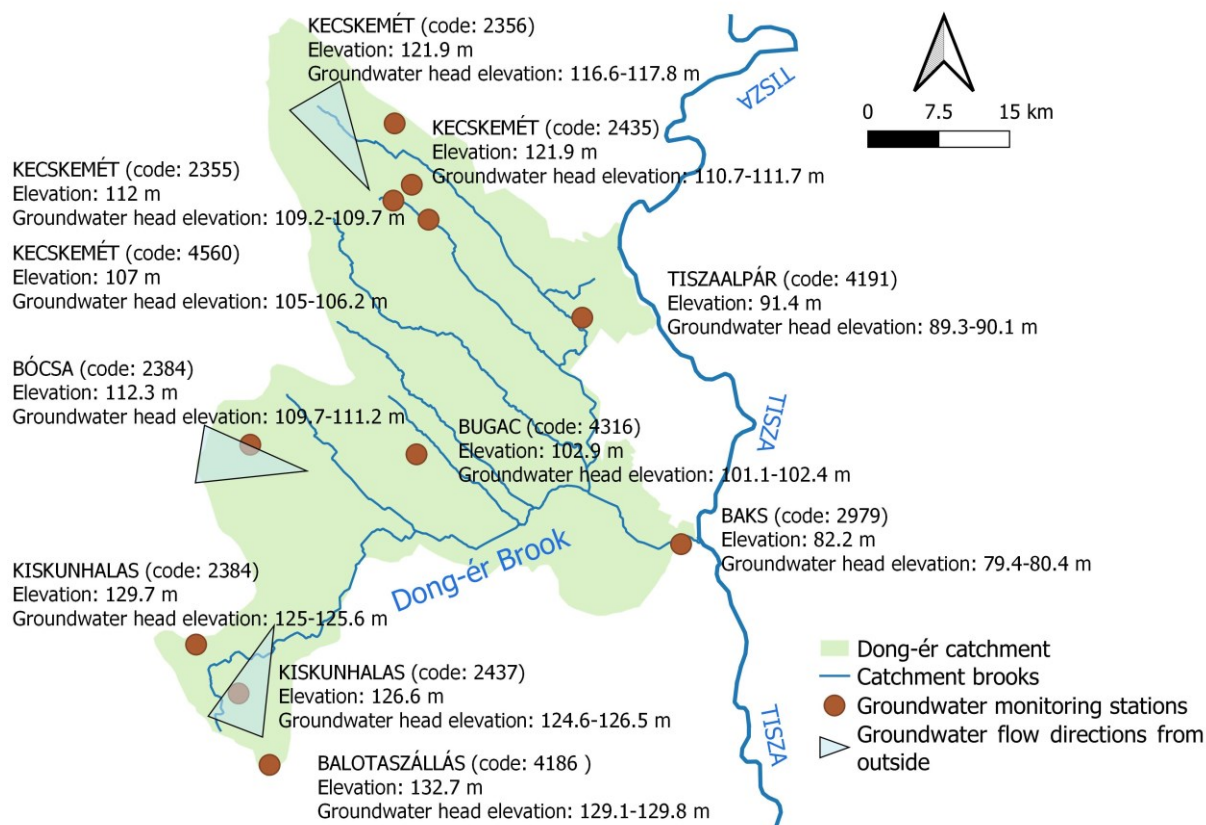 KECSKEMÉT (code: 2356)
Elevation: 121.9 m
Groundwater head elevation: 116.6-117.8 m
TISZA
0 7.5 15 km
KECSKEMÉT (code: 2435)
Elevation: 121.9 m
Groundwater head elevation: 110.7-111.7 m
KECSKEMÉT (code: 2355)
Elevation: 112 m
Groundwater head elevation: 109.2-109.7 m
KECSKEMÉT (code: 4560)
Elevation: 107 m
Groundwater head elevation: 105-106.2 m
TISZAALPÁR (code: 4191)
Elevation: 91.4 m
Groundwater head elevation: 89.3-90.1 m
BÓCSA (code: 2384)
Elevation: 112.3 m
Groundwater head elevation: 109.7-111.2 m
BUGAC (code: 4316)
Elevation: 102.9 m
Groundwater head elevation: 101.1-102.4 m
TISZA
BAKS (code: 2979)
Elevation: 82.2 m
Groundwater head elevation: 79.4-80.4 m
Dong-ér Brook
KISKUNHALAS (code: 2384)
Elevation: 129.7 m
Groundwater head elevation: 125-125.6 m
KISKUNHALAS (code: 2437)
Elevation: 126.6 m
Groundwater head elevation: 124.6-126.5 m
BALOTASZÁLLÁS (code: 4186 )
Elevation: 132.7 m
Groundwater head elevation: 129.1-129.8 m
TISZA
Dong-ér catchment
Catchment brooks
Groundwater monitoring stations
Groundwater flow directions from
outside